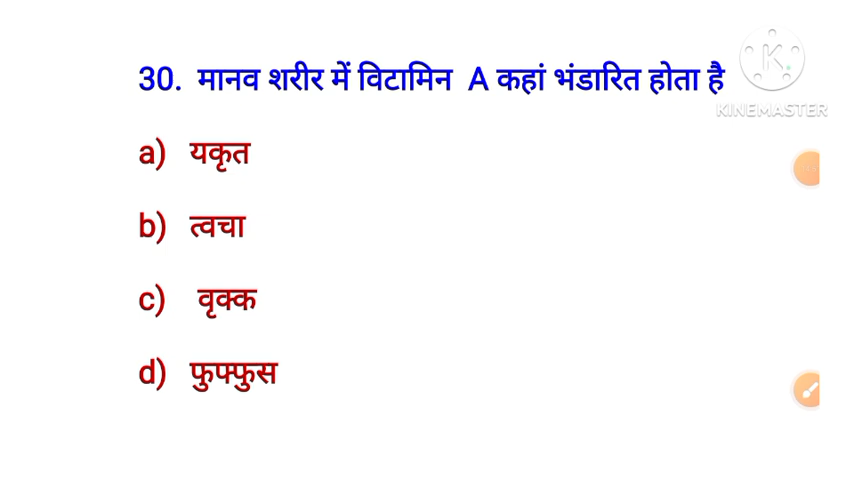 30. मानव शरीर में विटामिन A कहां भंडारित होता है
KINEMASTER
a) यकृत
b) त्वचा
c) वृक्क
d) फुफ्फुस